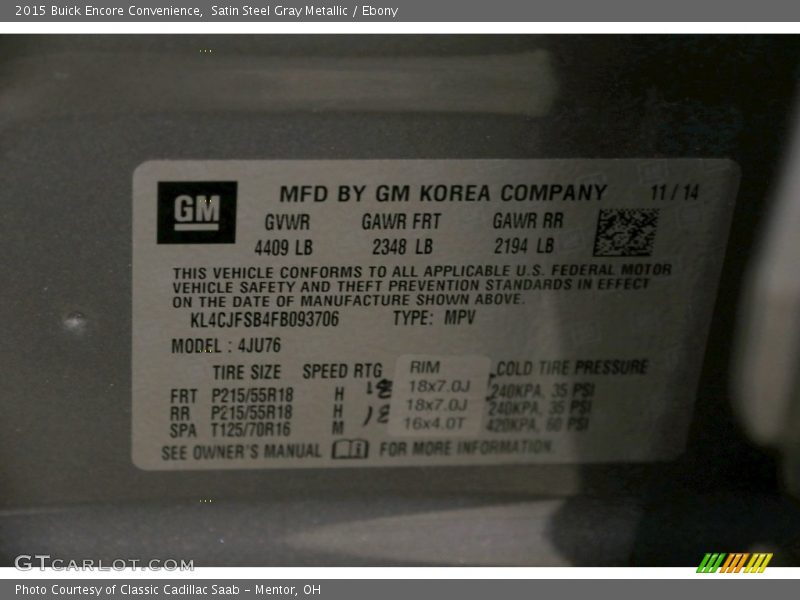 2015 Buick Encore Convenience,  Satin Steel Gray Metallic / Ebony
GM
MFD BY GM KOREA COMPANY 11 / 14
GVWR GAWR FRT GAWR RR
4409 LB 2348 LB 2194 LB
THIS VEHICLE CONFORMS TO ALL APPLICABLE U.S. FEDERAL MOTOR
VEHICLE SAFETY AND THEFT PREVENTION STANDARDS IN EFFECT
ON THE DATE OF MANUFACTURE SHOWN ABOVE.
KL4CJFSB4FB093706 TYPE: MPV
MODEL : 4JU76
TIRE SIZE SPEED RTG RIM COLD TIRE PRESSURE
FRT P215/55R18 H 18x7.0J 240KPA, 35 PSI
RR P215/55R18 H 18x7.0J 240KPA, 35 PSI
SPA T125/70R16 M 16x4.0T 420KPA, 60 PSI
SEE OWNER'S MANUAL FOR MORE INFORMATION.
GTCARLOT.COM
Photo Courtesy of Classic Cadillac Saab - Mentor, OH